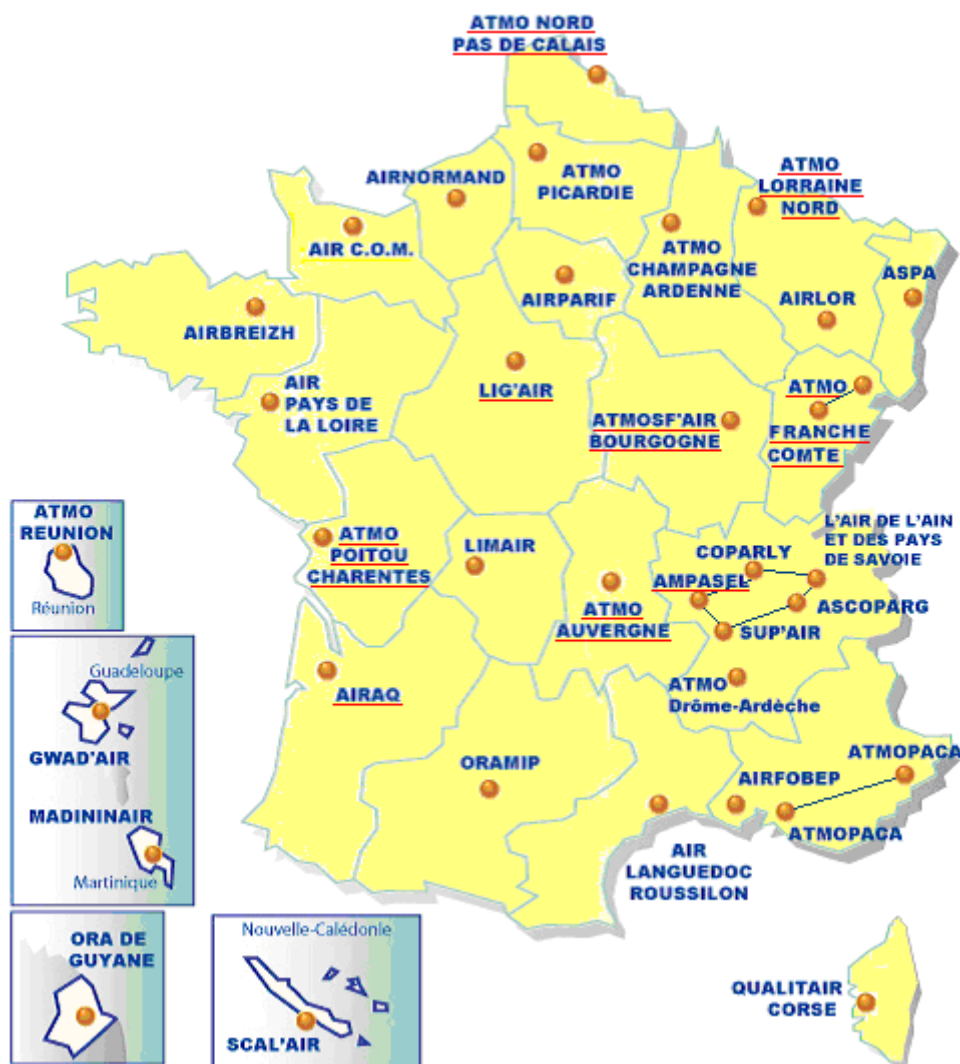 ATMO NORD
PAS DE CALAIS
AIRNORMAND
ATMO
PICARDIE
ATMO
LORRAINE
NORD
AIR C.O.M.
ATMO
CHAMPAGNE
ARDENNE
ASPA
AIRPARIF
AIRLOR
AIRBREIZH
AIR
PAYS DE
LA LOIRE
LIG'AIR
ATMO
FRANCHE
COMTE
ATMOSF'AIR
BOURGOGNE
ATMO
REUNION
Réunion
ATMO
POITOU
CHARENTES
LIMAIR
L'AIR DE L'AIN
ET DES PAYS
DE SAVOIE
COPARLY
AMPASEL
ASCOPARG
SUP'AIR
ATMO
AUVERGNE
ATMO
Drôme-Ardèche
AIRAQ
Guadeloupe
GWAD'AIR
MADININAIR
Martinique
ORAMIP
AIRFOBEP
ATMOPACA
ATMOPACA
AIR
LANGUEDOC
ROUSSILON
ORA DE
GUYANE
Nouvelle-Calédonie
SCAL'AIR
QUALITAIR
CORSE